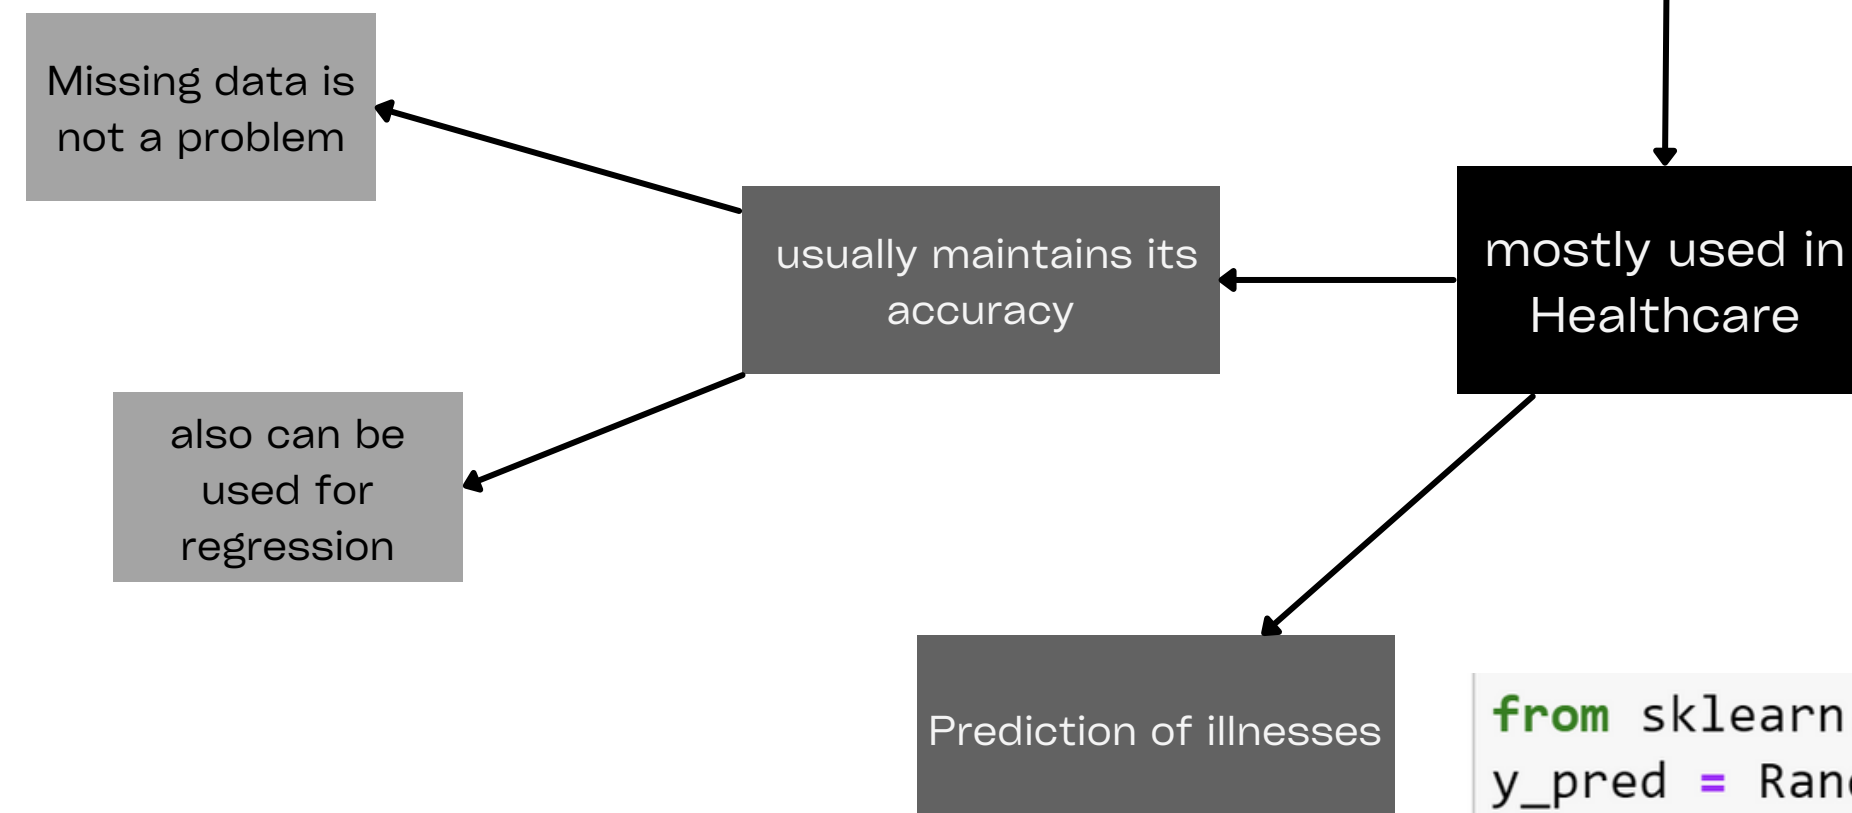 Missing data is
not a problem
usually maintains its
accuracy
mostly used in
Healthcare
also can be
used for
regression
Prediction of illnesses
from sklearn
y_pred =